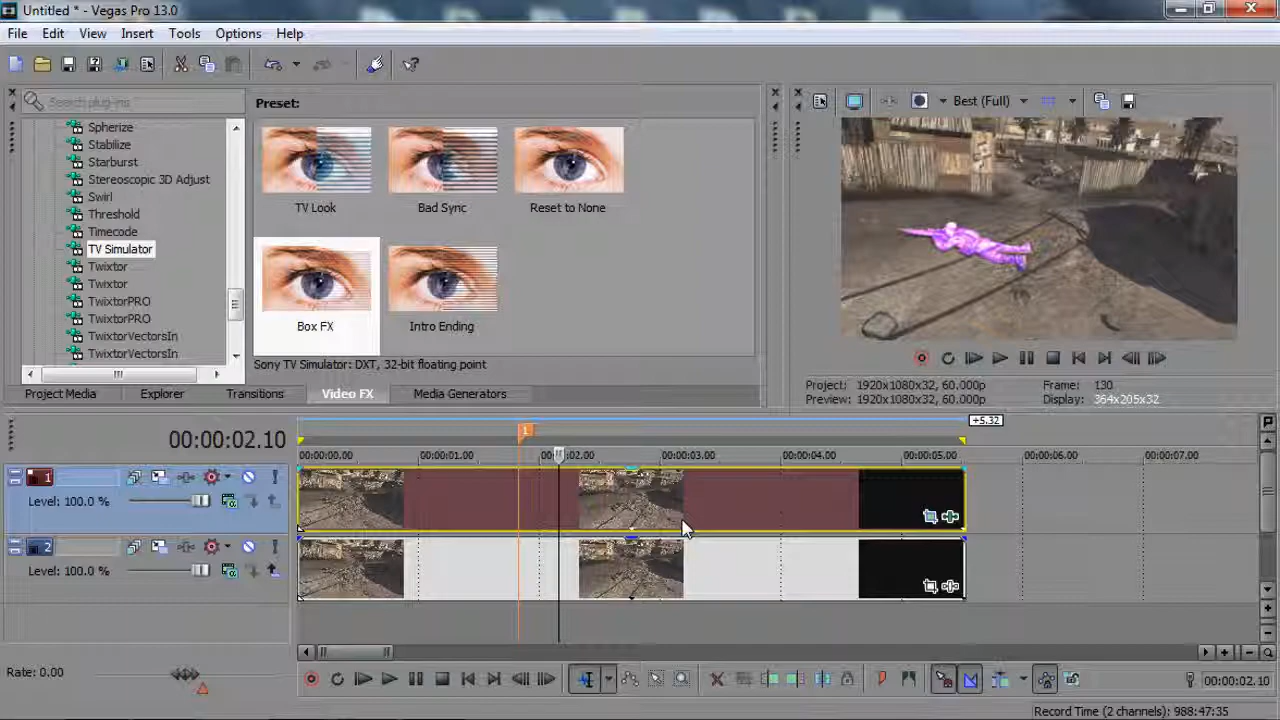 Untitled * - Vegas Pro 13.0
File Edit View Insert Tools Options Help
Search plug-ins
Preset:
Best (Full)
Spherize
Stabilize
Starburst
Stereoscopic 3D Adjust
Swirl
Threshold
Timecode
TV Simulator
Twixtor
Twixtor
TwixtorPRO
TwixtorPRO
TwixtorVectorsIn
TwixtorVectorsIn
TV Look
Bad Sync
Reset to None
Box FX
Intro Ending
Sony TV Simulator: DXT, 32-bit floating point
Project Media Explorer Transitions Video FX Media Generators
Project: 1920x1080x32, 60.000p Frame: 130
Preview: 1920x1080x32, 60.000p Display: 364x205x32
+5.32
00:00:02.10
1
00:00:00.00 00:00:01.00 00:00:02.00 00:00:03.00 00:00:04.00 00:00:05.00 00:00:06.00 00:00:07.00
1
Level: 100.0 %
2
Level: 100.0 %
Rate: 0.00
00:00:02.10
Record Time (2 channels): 988:47:35